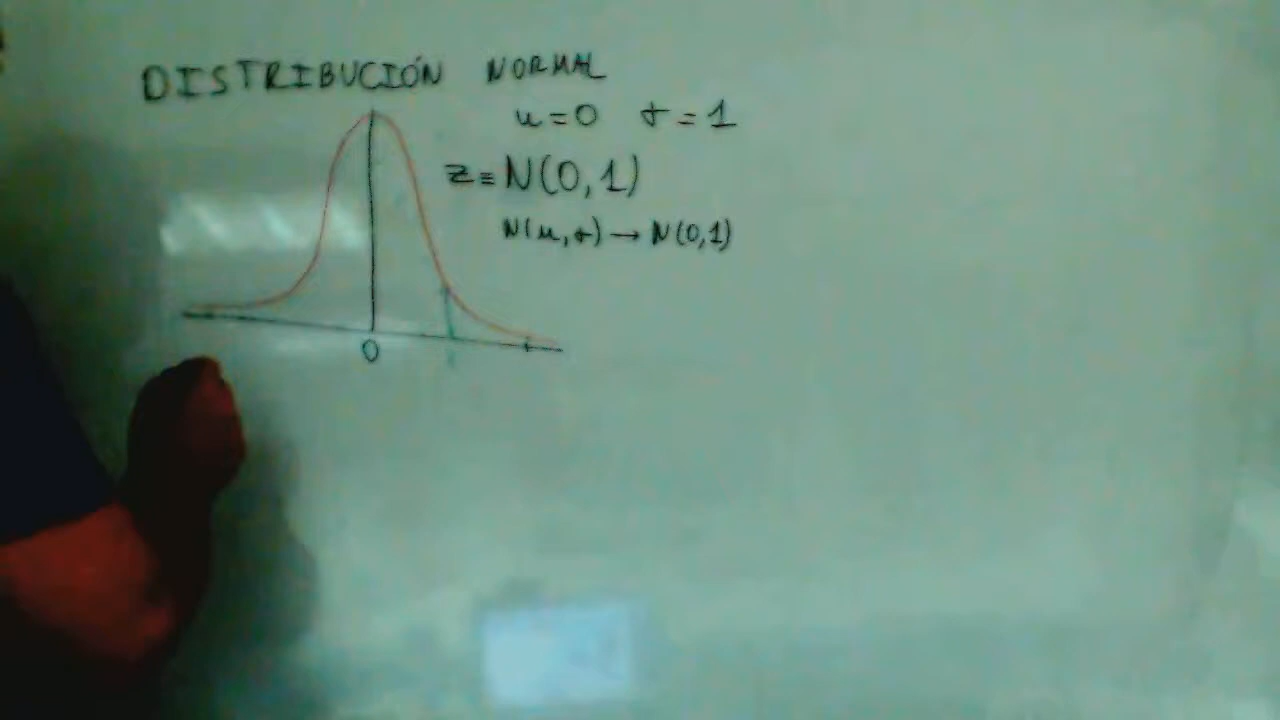 DISTRIBUCIÓN NORMAL
μ=0 σ=1
z≡N(0,1)
N(μ,σ)→N(0,1)
0